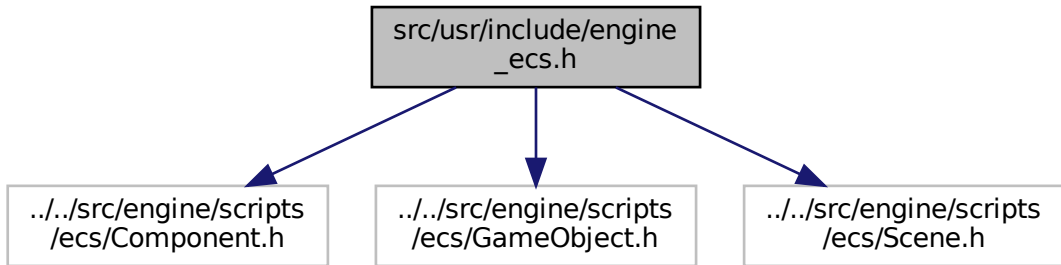 src/usr/include/engine
_ecs.h
../../src/engine/scripts
/ecs/Component.h
../../src/engine/scripts
/ecs/GameObject.h
../../src/engine/scripts
/ecs/Scene.h